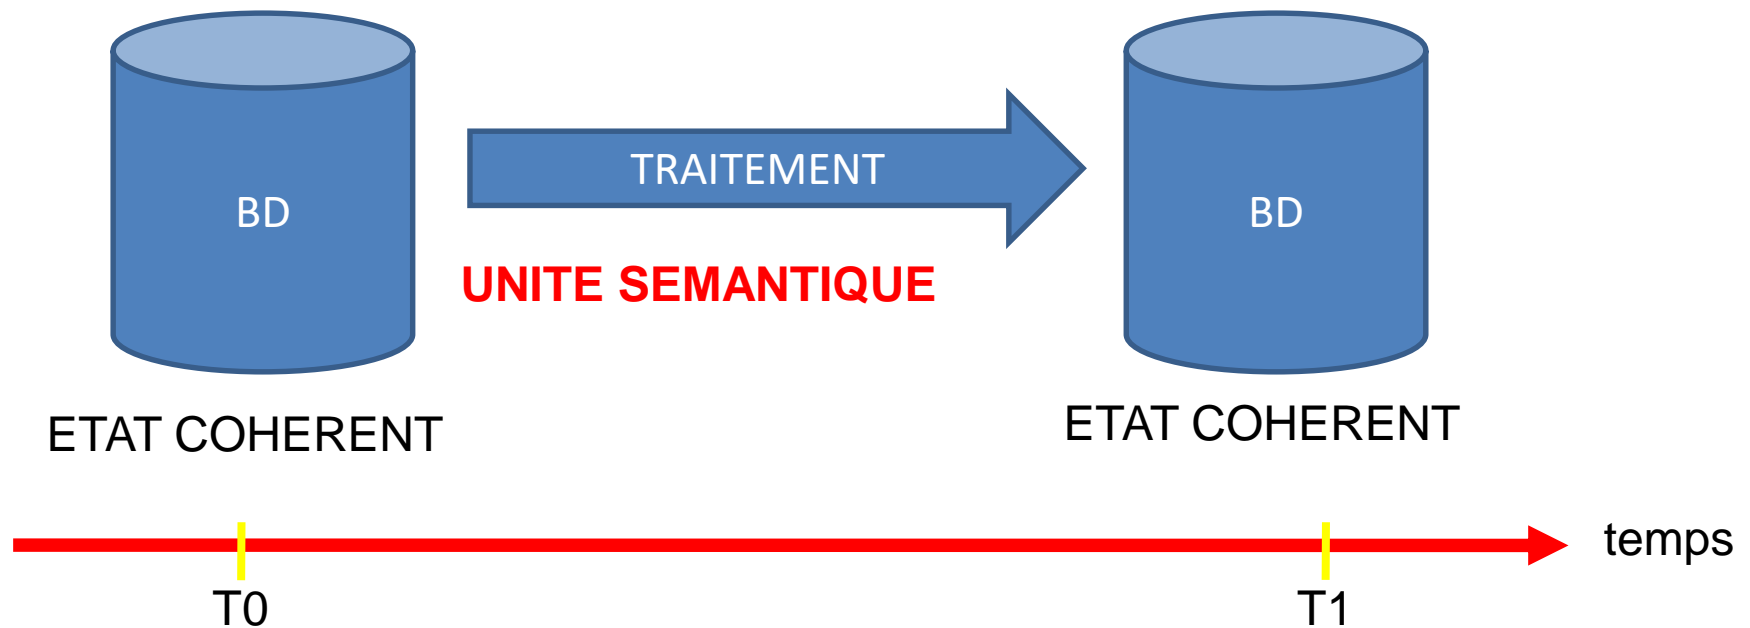 BD
TRAITEMENT
BD
UNITE SEMANTIQUE
ETAT COHERENT
ETAT COHERENT
temps
T0
T1